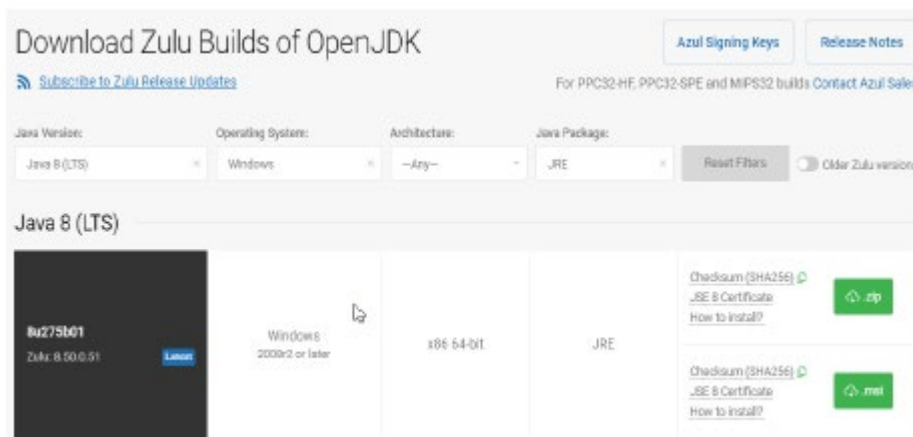 Download Zulu Builds of OpenJDK
Azul Signing Keys
Release Notes
Subscribe to Zulu Release Updates
For PPC32-HF, PPC32-SPE and MIPS32 builds Contact Azul Sales
Java Version:
Operating System:
Architecture:
Java Package:
Java 8 (LTS)
Windows
—Any—
JRE
Reset Filters
Older Zulu version
Java 8 (LTS)
8u275b01
Zulu: 8.50.0.51
Latest
Windows
2008r2 or later
x86 64-bit
JRE
Checksum (SHA256)
JSE 8 Certificate
How to install?
.zip
Checksum (SHA256)
JSE 8 Certificate
How to install?
.msi